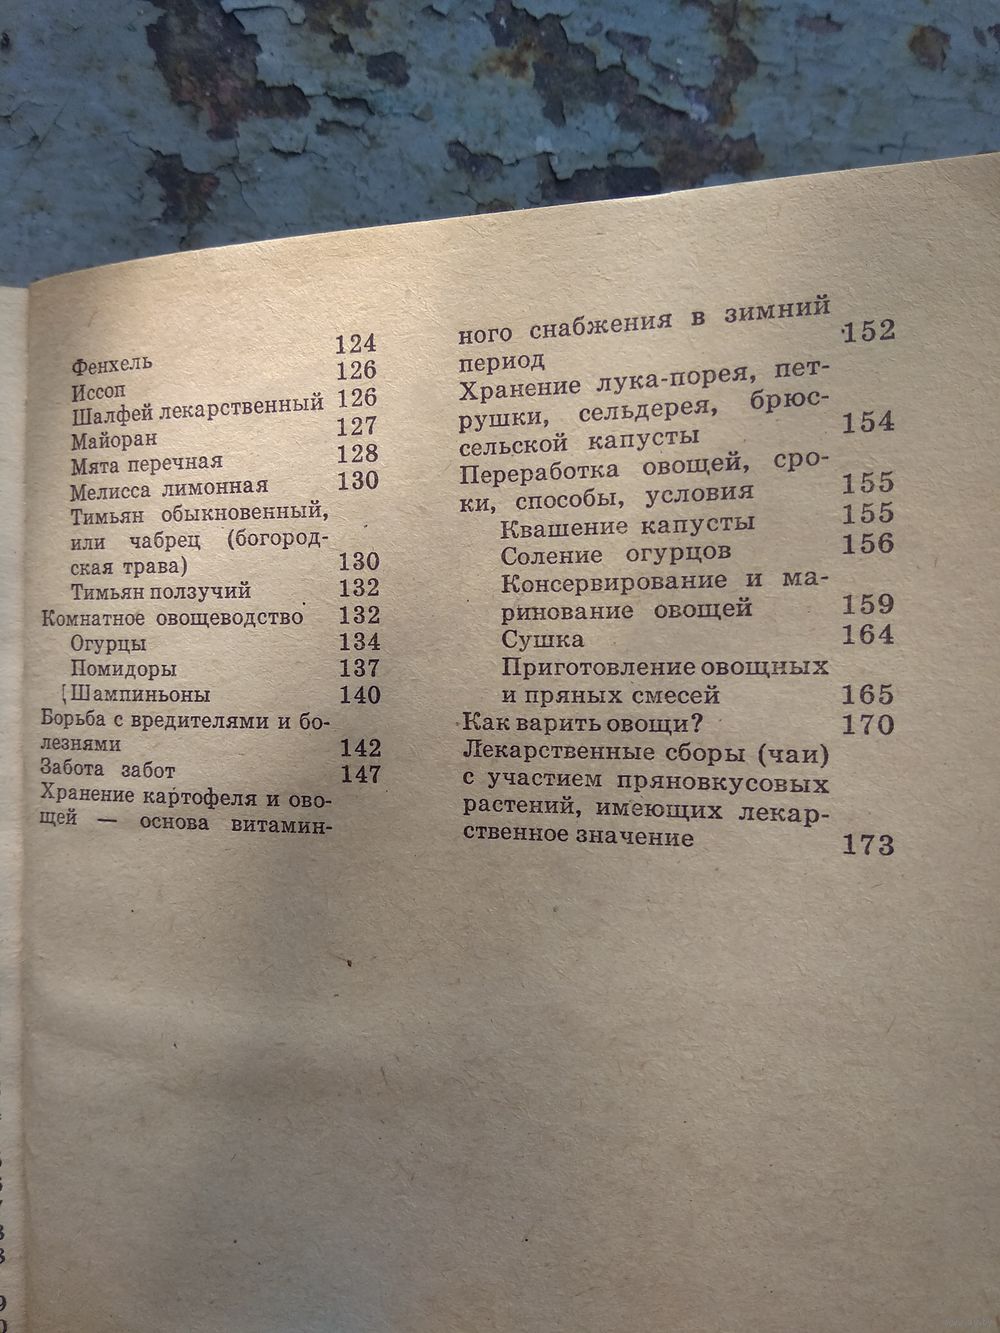 Фенхель 124
Иссоп 126
Шалфей лекарственный 126
Майоран 127
Мята перечная 128
Мелисса лимонная 130
Тимьян обыкновенный,
или чабрец (богород-
ская трава) 130
Тимьян ползучий 132
Комнатное овощеводство 132
Огурцы 134
Помидоры 137
Шампиньоны 140
Борьба с вредителями и бо-
лезнями 142
Забота забот 147
Хранение картофеля и ово-
щей — основа витамин-
ного снабжения в зимний
период 152
Хранение лука-порея, пет-
рушки, сельдерея, брюс-
сельской капусты 154
Переработка овощей, сро-
ки, способы, условия 155
Квашение капусты 155
Соление огурцов 156
Консервирование и ма-
ринование овощей 159
Сушка 164
Приготовление овощных
и пряных смесей 165
Как варить овощи? 170
Лекарственные сборы (чаи)
с участием пряновкусовых
растений, имеющих лекар-
ственное значение 173